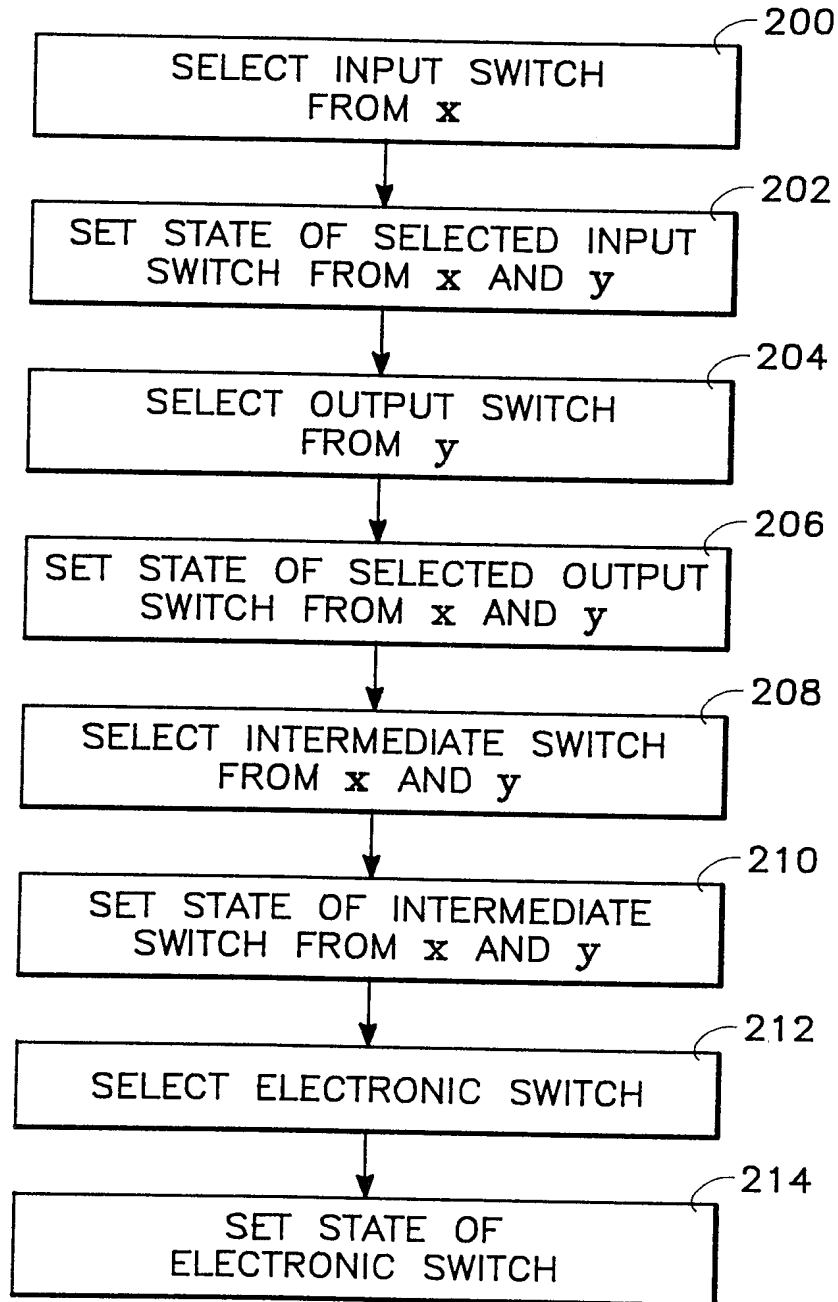 200
SELECT INPUT SWITCH
FROM x
202
SET STATE OF SELECTED INPUT
SWITCH FROM x AND y
204
SELECT OUTPUT SWITCH
FROM y
206
SET STATE OF SELECTED OUTPUT
SWITCH FROM x AND y
208
SELECT INTERMEDIATE SWITCH
FROM x AND y
210
SET STATE OF INTERMEDIATE
SWITCH FROM x AND y
212
SELECT ELECTRONIC SWITCH
214
SET STATE OF
ELECTRONIC SWITCH